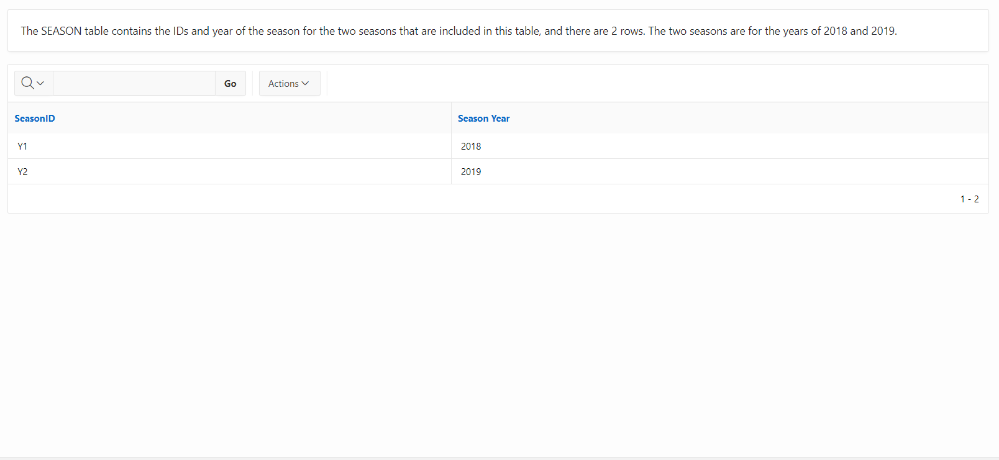 The SEASON table contains the IDs and year of the season for the two seasons that are included in this table, and there are 2 rows. The two seasons are for the years of 2018 and 2019.
Go Actions
SeasonID Season Year
Y1 2018
Y2 2019
1 - 2